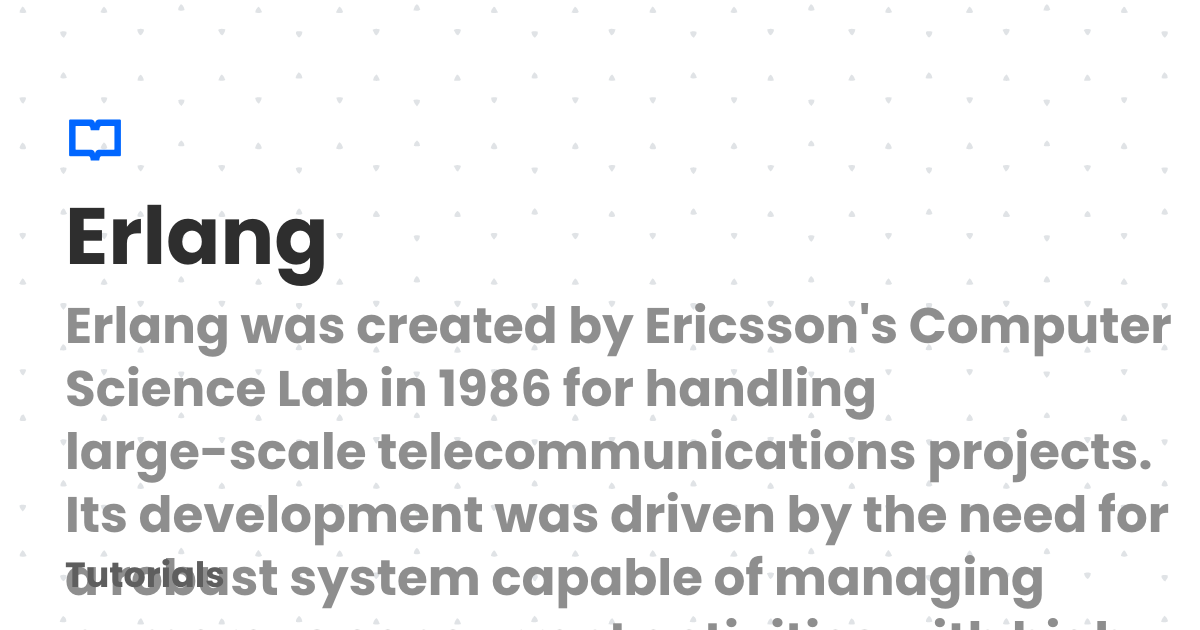 Erlang
Erlang was created by Ericsson's Computer
Science Lab in 1986 for handling
large-scale telecommunications projects.
Its development was driven by the need for
a robust system capable of managing
Tutorials